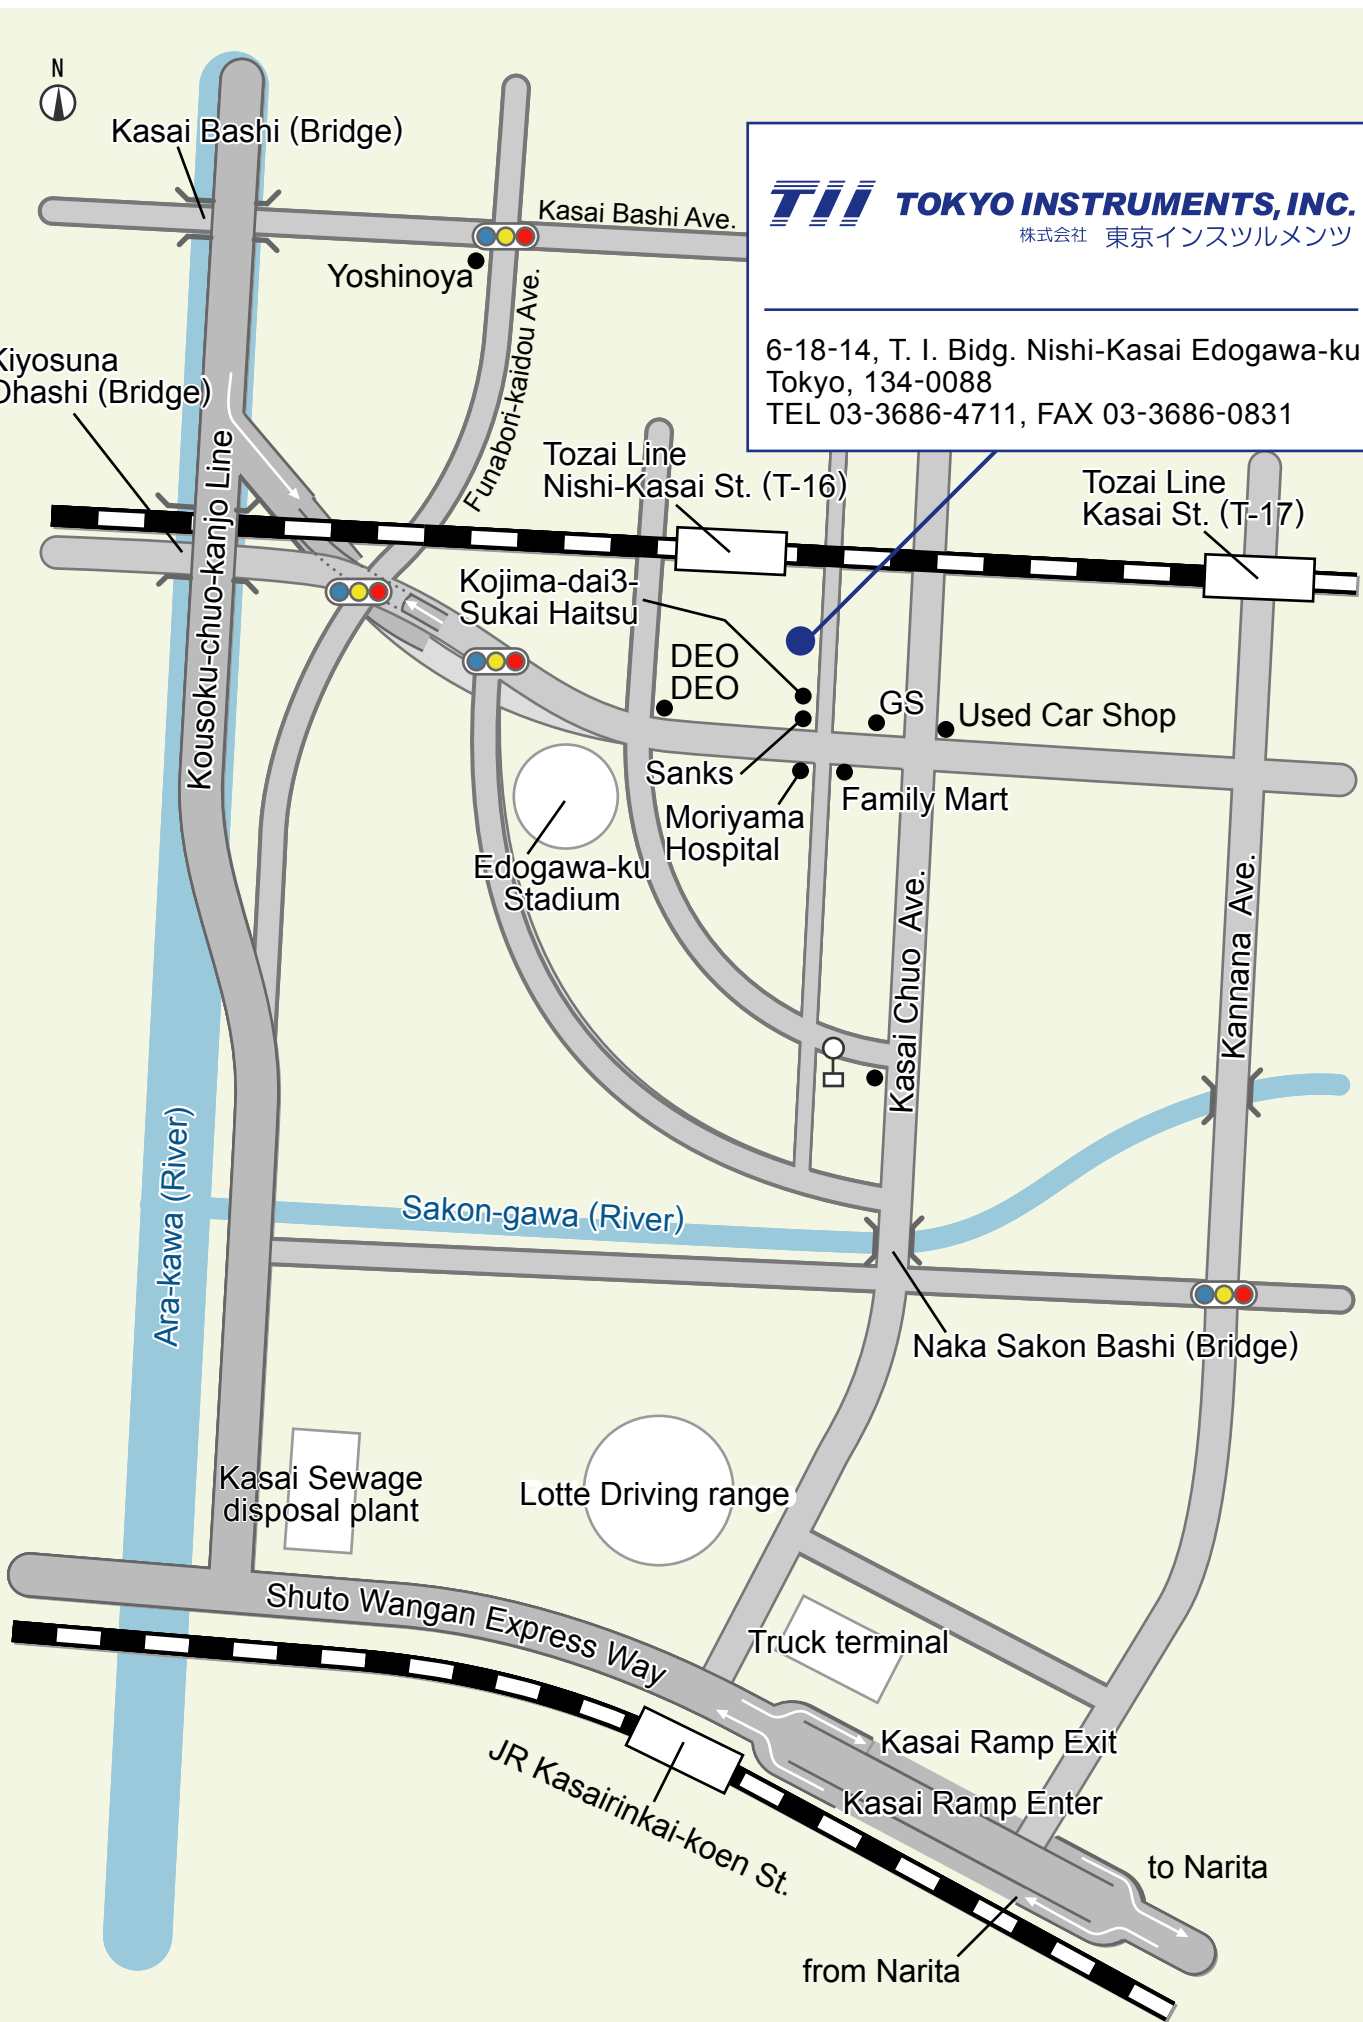 N
Kasai Bashi (Bridge)
Kasai Bashi Ave.
TII TOKYO INSTRUMENTS, INC.
株式会社 東京インスツルメンツ
6-18-14, T. I. Bidg. Nishi-Kasai Edogawa-ku
Tokyo, 134-0088
TEL 03-3686-4711, FAX 03-3686-0831
Yoshinoya
Funabori-kaidou Ave.
Kiyosuna
Ohashi (Bridge)
Kousoku-chuo-kanjo Line
Tozai Line
Nishi-Kasai St. (T-16)
Tozai Line
Kasai St. (T-17)
Kojima-dai3-
Sukai Haitsu
DEO
DEO
GS
Used Car Shop
Sanks
Family Mart
Moriyama
Hospital
Edogawa-ku
Stadium
Kasai Chuo Ave.
Kannana Ave.
Ara-kawa (River)
Sakon-gawa (River)
Naka Sakon Bashi (Bridge)
Kasai Sewage
disposal plant
Lotte Driving range
Shuto Wangan Express Way
Truck terminal
Kasai Ramp Exit
Kasai Ramp Enter
JR Kasairinkai-koen St.
to Narita
from Narita